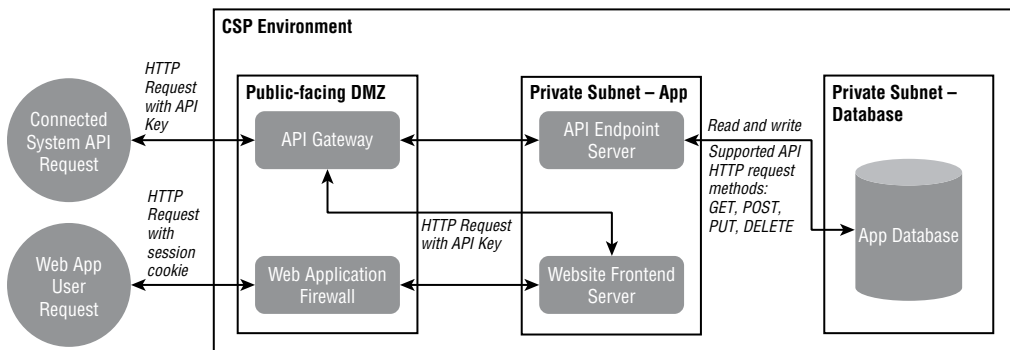 CSP Environment
HTTP
Request
with API
Key
Public-facing DMZ
Private Subnet – App
Private Subnet –
Database
Connected
System API
Request
API Gateway
API Endpoint
Server
Read and write
Supported API
HTTP request
methods:
GET, POST,
PUT, DELETE
HTTP
Request
with
session
cookie
HTTP Request
with API Key
App Database
Web App
User
Request
Web Application
Firewall
Website Frontend
Server